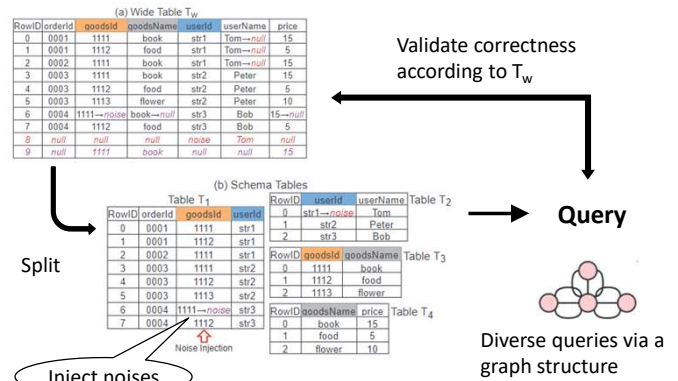 (a) Wide Table Tw
RowID orderId goodsId goodsName userId userName price
0 0001 1111 book str1 Tom→null 15
1 0001 1112 food str1 Tom→null 5
2 0002 1111 book str1 Tom→null 15
3 0003 1111 book str2 Peter 15
4 0003 1112 food str2 Peter 5
5 0003 1113 flower str2 Peter 10
6 0004 1111→noise book→null str3 Bob 15→null
7 0004 1112 food str3 Bob 5
8 null null null noise Tom null
9 null 1111 book null null 15
Validate correctness
according to Tw
Split
(b) Schema Tables
Table T1
RowID orderId goodsId userId
0 0001 1111 str1
1 0001 1112 str1
2 0002 1111 str1
3 0003 1111 str2
4 0003 1112 str2
5 0003 1113 str2
6 0004 1111→noise str3
7 0004 1112 str3
Noise Injection
Inject noises
RowID userId userName Table T2
0 str1→noise Tom
1 str2 Peter
2 str3 Bob
RowID goodsId goodsName Table T3
0 1111 book
1 1112 food
2 1113 flower
RowID goodsName price Table T4
0 book 15
1 food 5
2 flower 10
Query
Diverse queries via a
graph structure